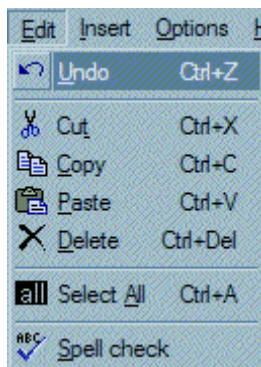 Edit Insert Options
Undo Ctrl+Z
Cut Ctrl+X
Copy Ctrl+C
Paste Ctrl+V
Delete Ctrl+Del
all Select All Ctrl+A
ABC Spell check